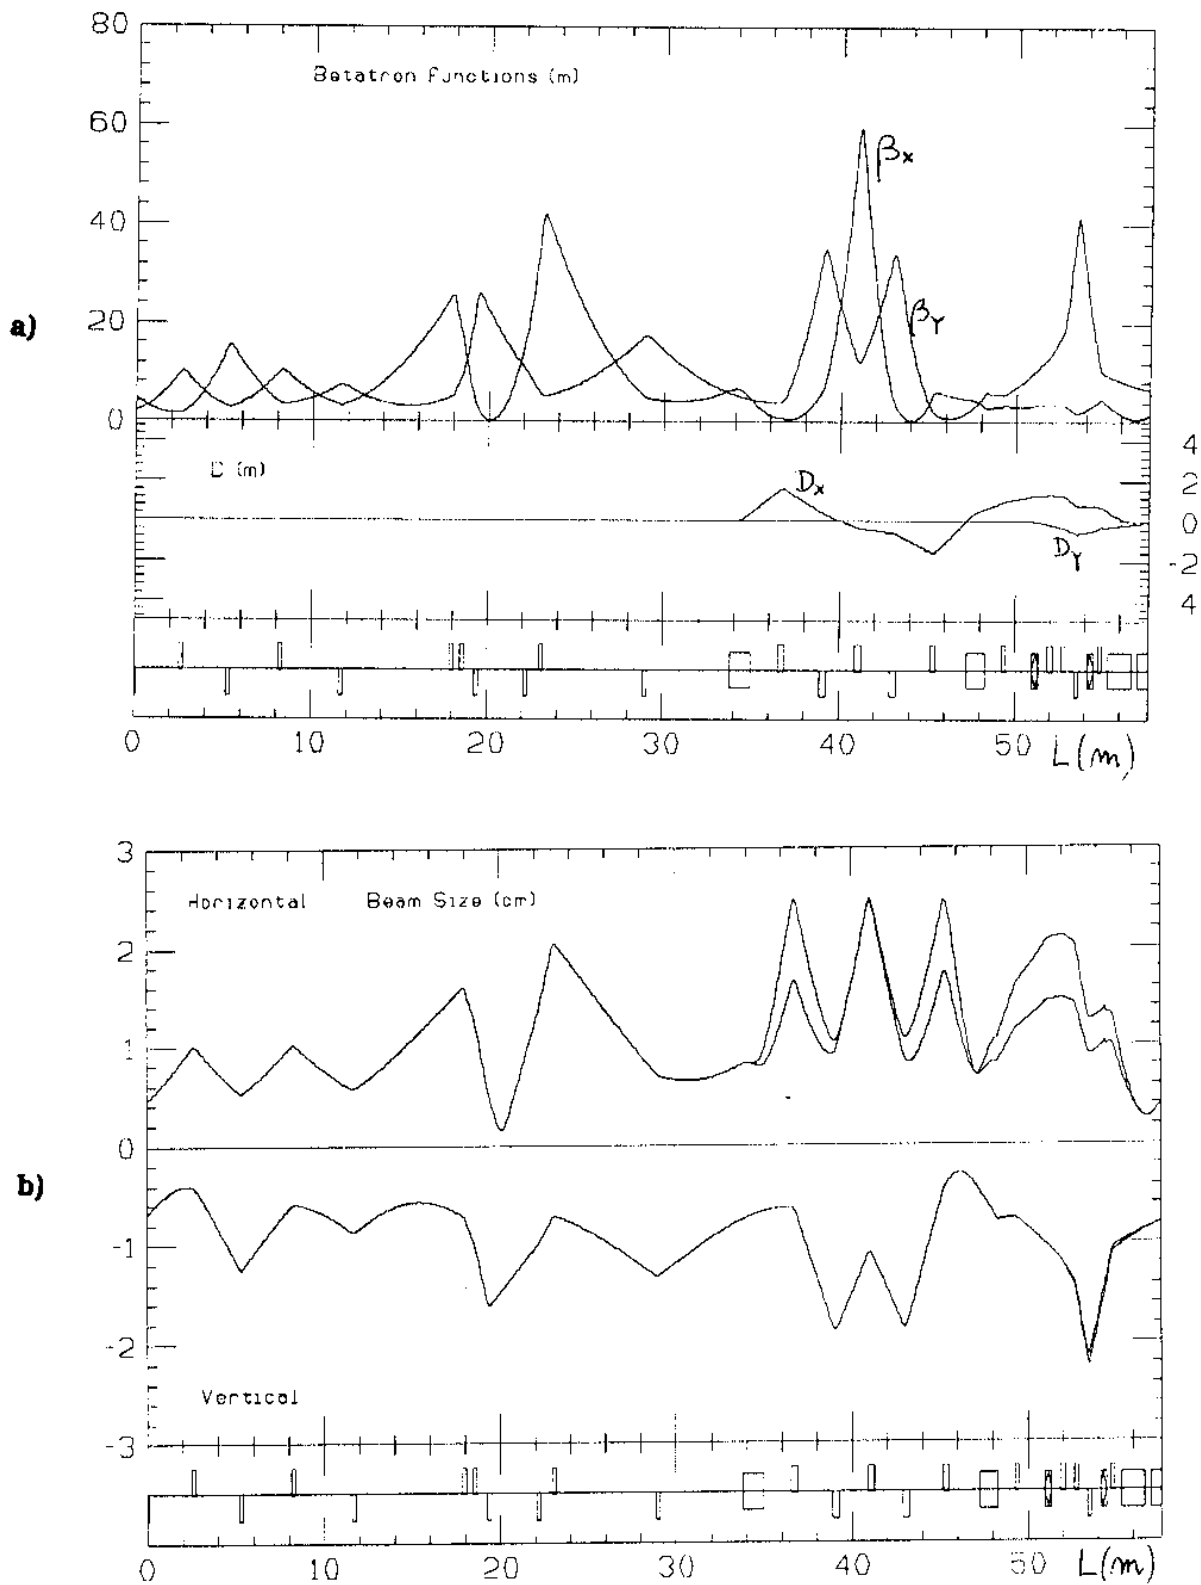 80
Betatron Functions (m)
60
βx
40
a)
20
βY
0
D (m)
4
Dx
2
0
DY
-2
4
0 10 20 30 40 50 L(m)
3
Horizontal Beam Size (cm)
2
1
0
b)
-1
-2
Vertical
-3
0 10 20 30 40 50 L(m)